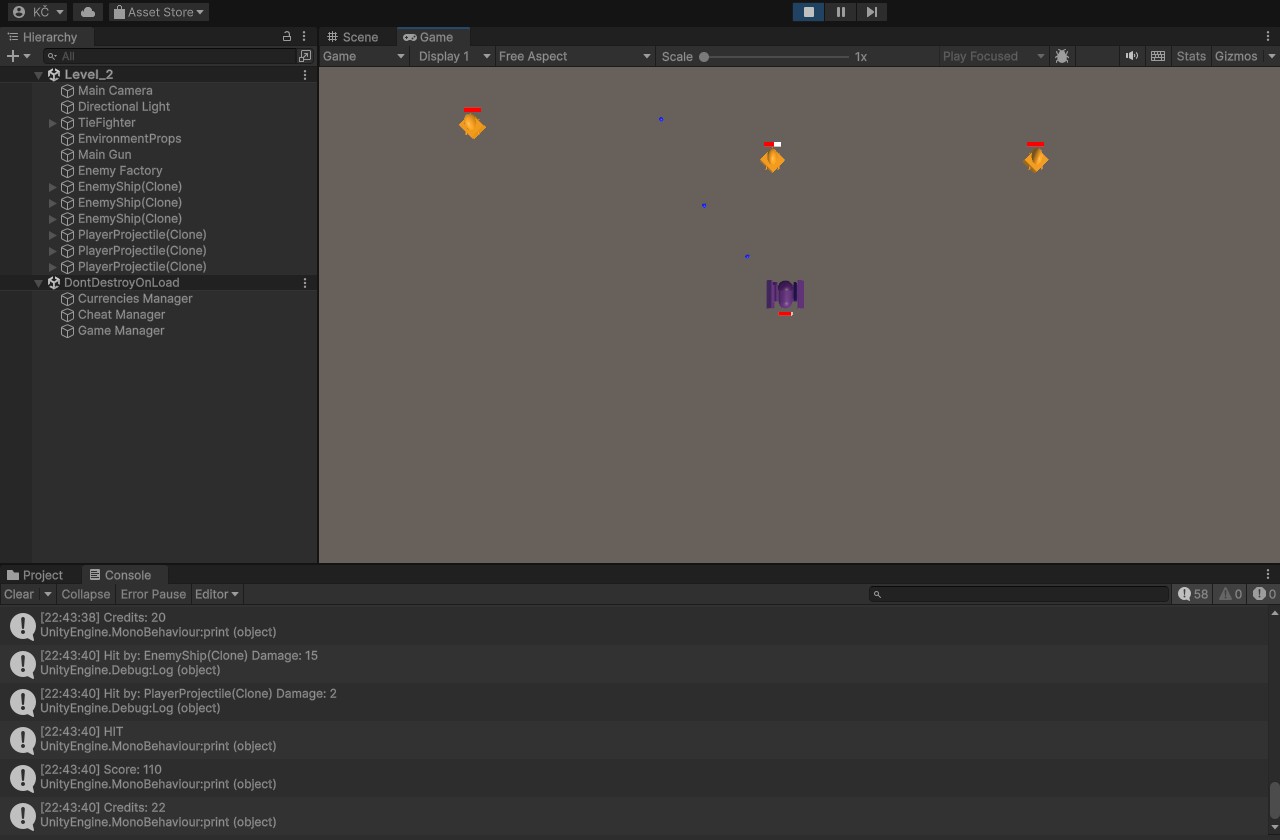 KČ Asset Store
Hierarchy
All
Level_2
Main Camera
Directional Light
TieFighter
EnvironmentProps
Main Gun
Enemy Factory
EnemyShip(Clone)
EnemyShip(Clone)
EnemyShip(Clone)
PlayerProjectile(Clone)
PlayerProjectile(Clone)
PlayerProjectile(Clone)
DontDestroyOnLoad
Currencies Manager
Cheat Manager
Game Manager
Scene Game
Game Display 1 Free Aspect Scale 1x Play Focused Stats Gizmos
Project Console
Clear Collapse Error Pause Editor 58 0 0
[22:43:38] Credits: 20
UnityEngine.MonoBehaviour:print (object)
[22:43:40] Hit by: EnemyShip(Clone) Damage: 15
UnityEngine.Debug:Log (object)
[22:43:40] Hit by: PlayerProjectile(Clone) Damage: 2
UnityEngine.Debug:Log (object)
[22:43:40] HIT
UnityEngine.MonoBehaviour:print (object)
[22:43:40] Score: 110
UnityEngine.MonoBehaviour:print (object)
[22:43:40] Credits: 22
UnityEngine.MonoBehaviour:print (object)